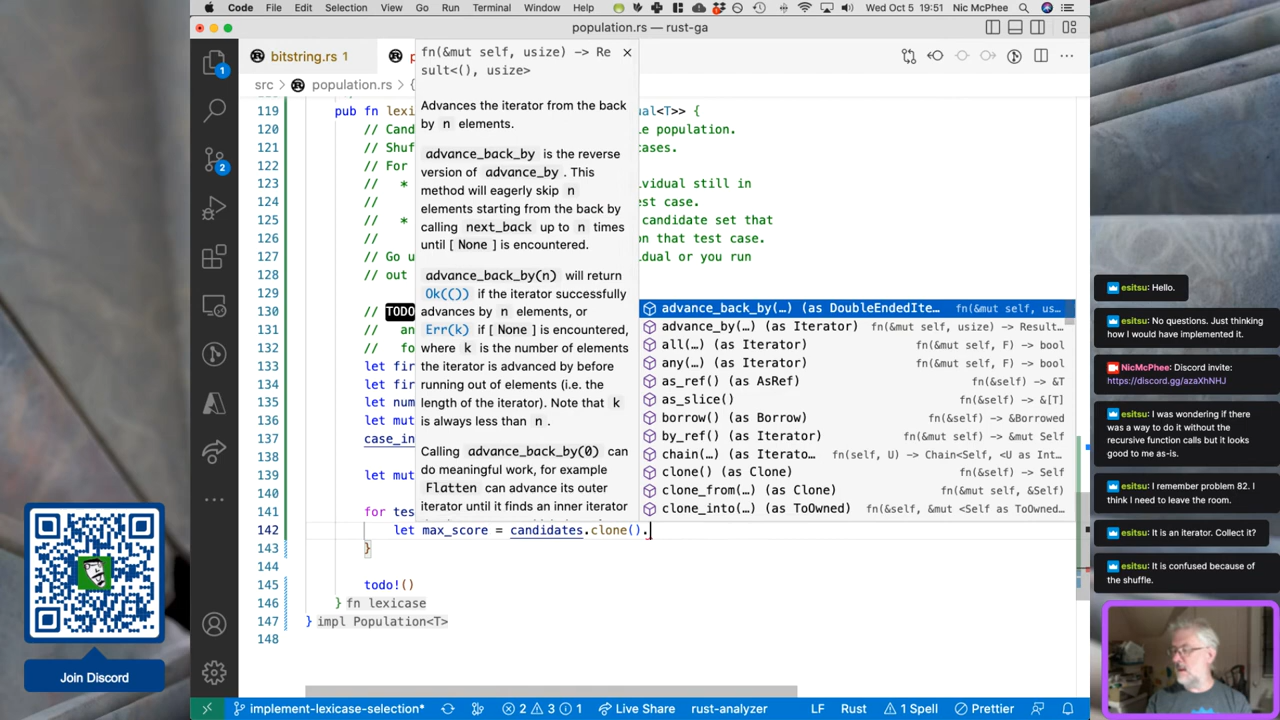 Code File Edit Selection View Go Run Terminal Window Help Wed Oct 5 15:51 Nic McPhee
population.rs — rust-ga
bitstring.rs 1
src > population.rs >
fn(&mut self, usize) -> Re
sult<(), usize>
Advances the iterator from the back
by n elements.
advance_back_by is the reverse
version of advance_by . This
method will eagerly skip n
elements starting from the back by
calling next_back up to n times
until [ None ] is encountered.
advance_back_by(n) will return
Ok(()) if the iterator successfully
advances by n elements, or
Err(k) if [ None ] is encountered,
where k is the number of elements
the iterator is advanced by before
running out of elements (i.e. the
length of the iterator). Note that k
is always less than n .
Calling advance_back_by(0) can
do meaningful work, for example
Flatten can advance its outer
iterator until it finds an inner iterator
119 pub fn lexi ual<T>> {
120 // Cand e population.
121 // Shuf ases.
122 // For
123 // * vidual still in
124 // est case.
125 // * candidate set that
126 // on that test case.
127 // Go u idual or you run
128 // out
129
130 // TODO
131 // an
132 // fo
133 let fir
134 let fir
135 let num
136 let mut
137 case_in
138
139 let mut
140
141 for tes
142 let max_score = candidates.clone().
143 }
144
145 todo!()
146 } fn lexicase
147 } impl Population<T>
148
advance_back_by(…) (as DoubleEndedIte… fn(&mut self, us…
advance_by(…) (as Iterator) fn(&mut self, usize) -> Result…
all(…) (as Iterator) fn(&mut self, F) -> bool
any(…) (as Iterator) fn(&mut self, F) -> bool
as_ref() (as AsRef) fn(&self) -> &T
as_slice() fn(&self) -> &[T]
borrow() (as Borrow) fn(&self) -> &Borrowed
by_ref() (as Iterator) fn(&mut self) -> &mut Self
chain(…) (as Iterato… fn(self, U) -> Chain<Self, <U as Int…
clone() (as Clone) fn(&self) -> Self
clone_from(…) (as Clone) fn(&mut self, &Self)
clone_into(…) (as ToOwned) fn(&self, &mut <Self as ToOwned…
1
2
implement-lexicase-selection* 2 3 1 Live Share rust-analyzer LF Rust 1 Spell Prettier
Join Discord
esitsu: Hello.
esitsu: No questions. Just thinking
how I would have implemented it.
NicMcPhee: Discord invite:
https://discord.gg/azaXhNHJ
esitsu: I was wondering if there
was a way to do it without the
recursive function calls but it looks
good to me as-is.
esitsu: I remember problem 82. I
think I need to leave the room.
esitsu: It is an iterator. Collect it?
esitsu: It is confused because of
the shuffle.